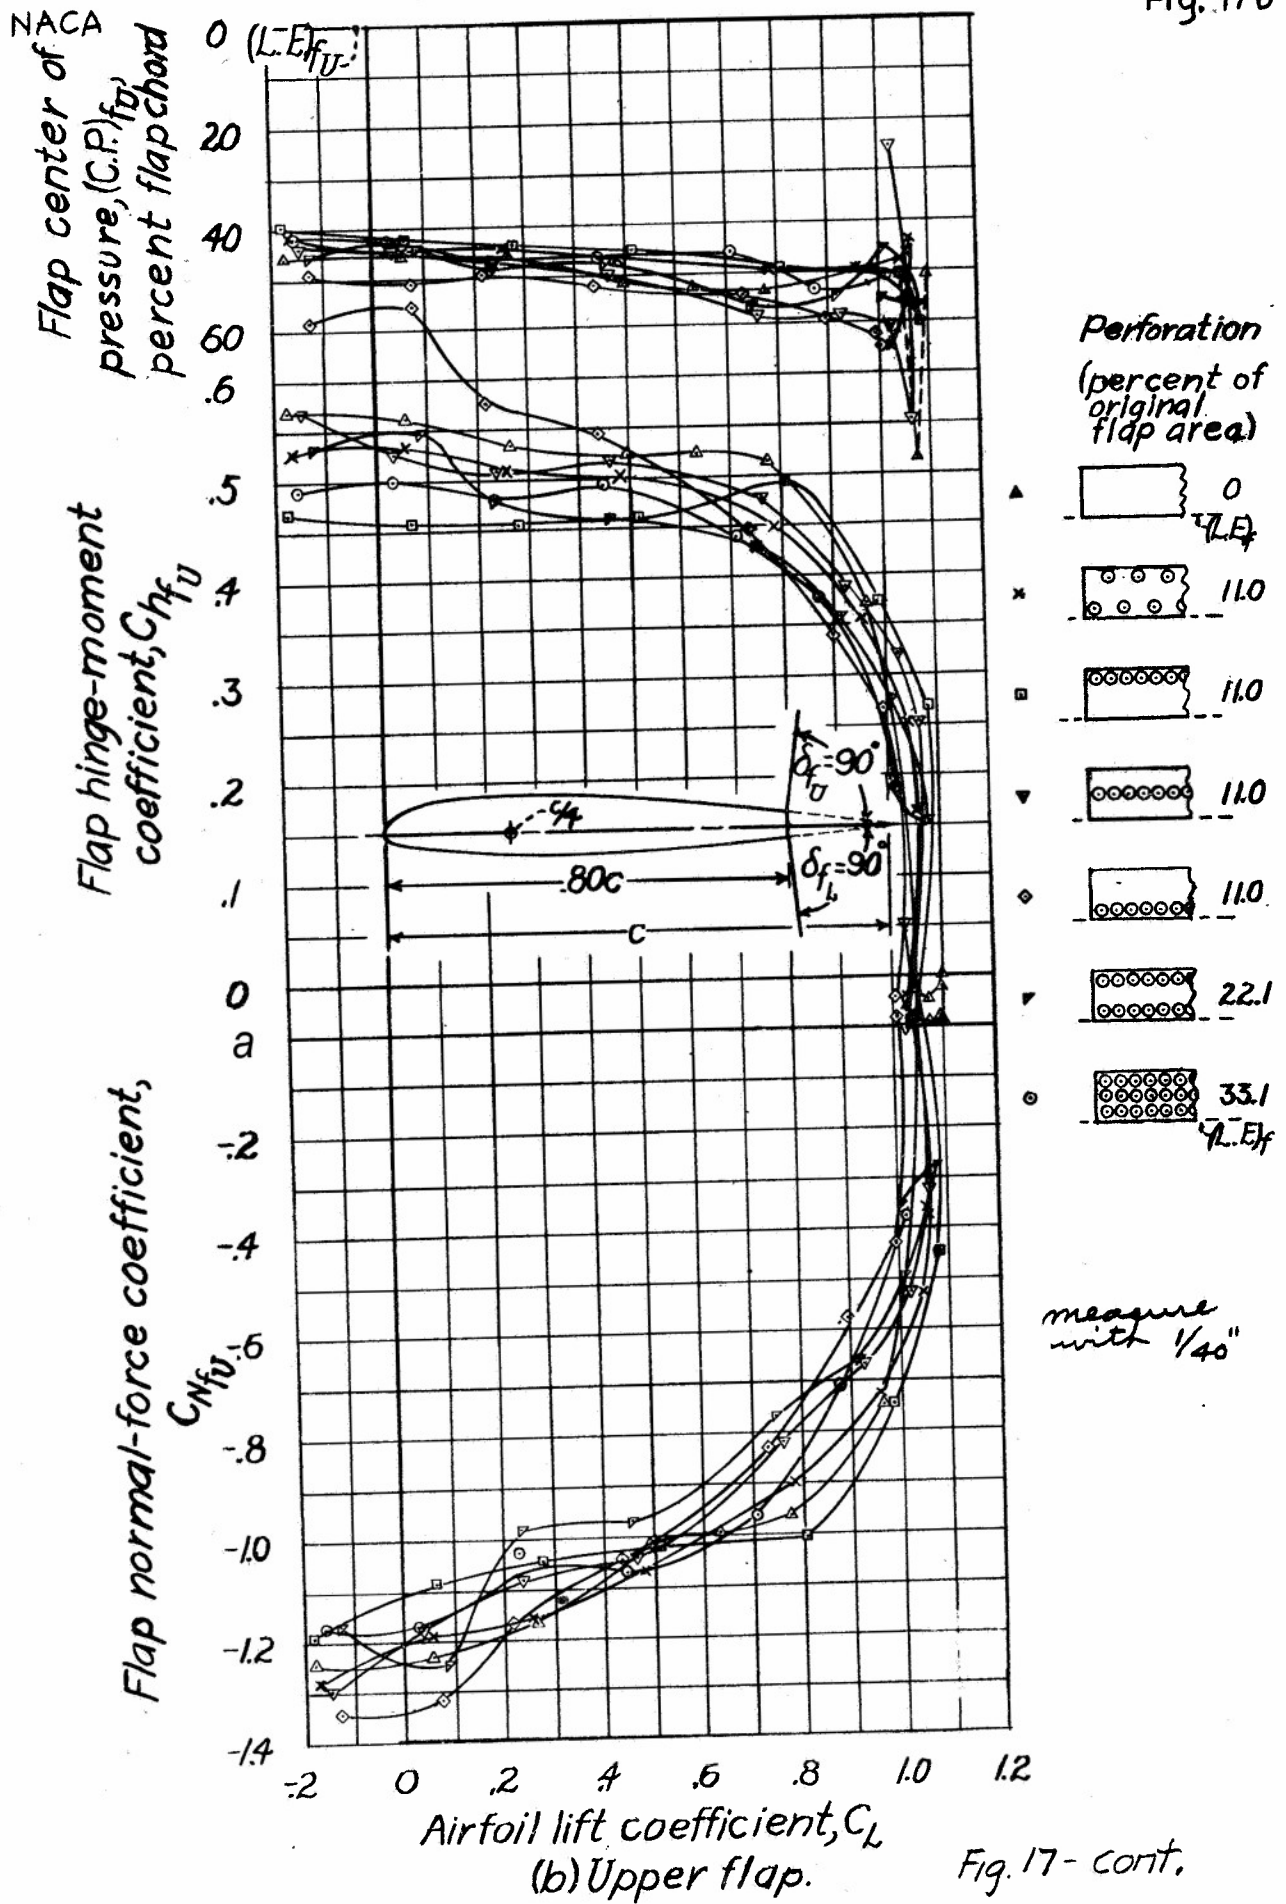 NACA
Fig. 17b
Flap center of
pressure, (C.P.)fU,
percent flap chord
0 (L.E.)fU
20
40
60
Flap hinge-moment
coefficient, ChfU
.6
.5
.4
.3
.2
.1
0
a
δfU=90°
c/4
.80c
δfL=90°
c
Flap normal-force coefficient,
CNfU
-.2
-.4
-.6
-.8
-1.0
-1.2
-1.4
-.2 0 .2 .4 .6 .8 1.0 1.2
Airfoil lift coefficient, CL
(b) Upper flap.
Fig. 17- cont.
Perforation
(percent of
original
flap area)
0
(L.E)f
11.0
11.0
11.0
11.0
22.1
33.1
(L.E)f
measure
with 1/40"